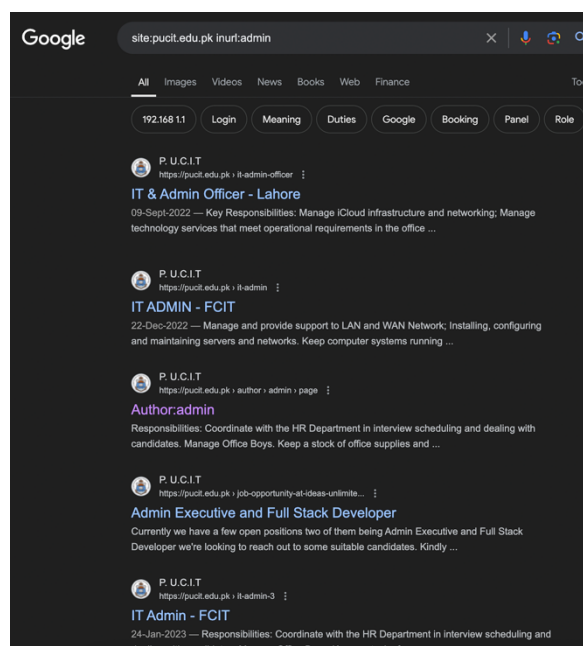 Google
site:pucit.edu.pk inurl:admin
All Images Videos News Books Web Finance
192.168 1.1 Login Meaning Duties Google Booking Panel Role
P. U.C.I.T
https://pucit.edu.pk › it-admin-officer
IT & Admin Officer - Lahore
09-Sept-2022 — Key Responsibilities: Manage iCloud infrastructure and networking; Manage
technology services that meet operational requirements in the office ...
P. U.C.I.T
https://pucit.edu.pk › it-admin
IT ADMIN - FCIT
22-Dec-2022 — Manage and provide support to LAN and WAN Network; Installing, configuring
and maintaining servers and networks. Keep computer systems running ...
P. U.C.I.T
https://pucit.edu.pk › author › admin › page
Author:admin
Responsibilities: Coordinate with the HR Department in interview scheduling and dealing with
candidates. Manage Office Boys. Keep a stock of office supplies and ...
P. U.C.I.T
https://pucit.edu.pk › job-opportunity-at-ideas-unlimite...
Admin Executive and Full Stack Developer
Currently we have a few open positions two of them being Admin Executive and Full Stack
Developer we're looking to reach out to some suitable candidates. Kindly ...
P. U.C.I.T
https://pucit.edu.pk › it-admin-3
IT Admin - FCIT
24-Jan-2023 — Responsibilities: Coordinate with the HR Department in interview scheduling and